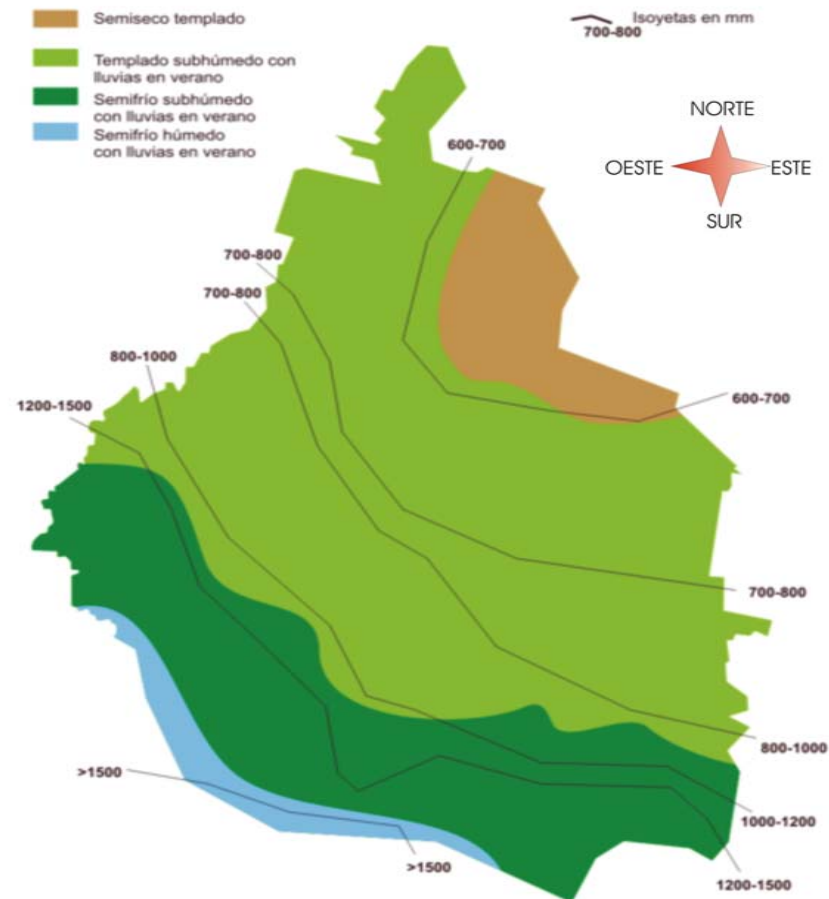 Semiseco templado
Templado subhúmedo con
lluvias en verano
Semifrío subhúmedo
con lluvias en verano
Semifrío húmedo
con lluvias en verano
Isoyetas en mm
700-800
NORTE
OESTE
ESTE
SUR
600-700
700-800
700-800
800-1000
1200-1500
600-700
700-800
800-1000
>1500
1000-1200
>1500
1200-1500